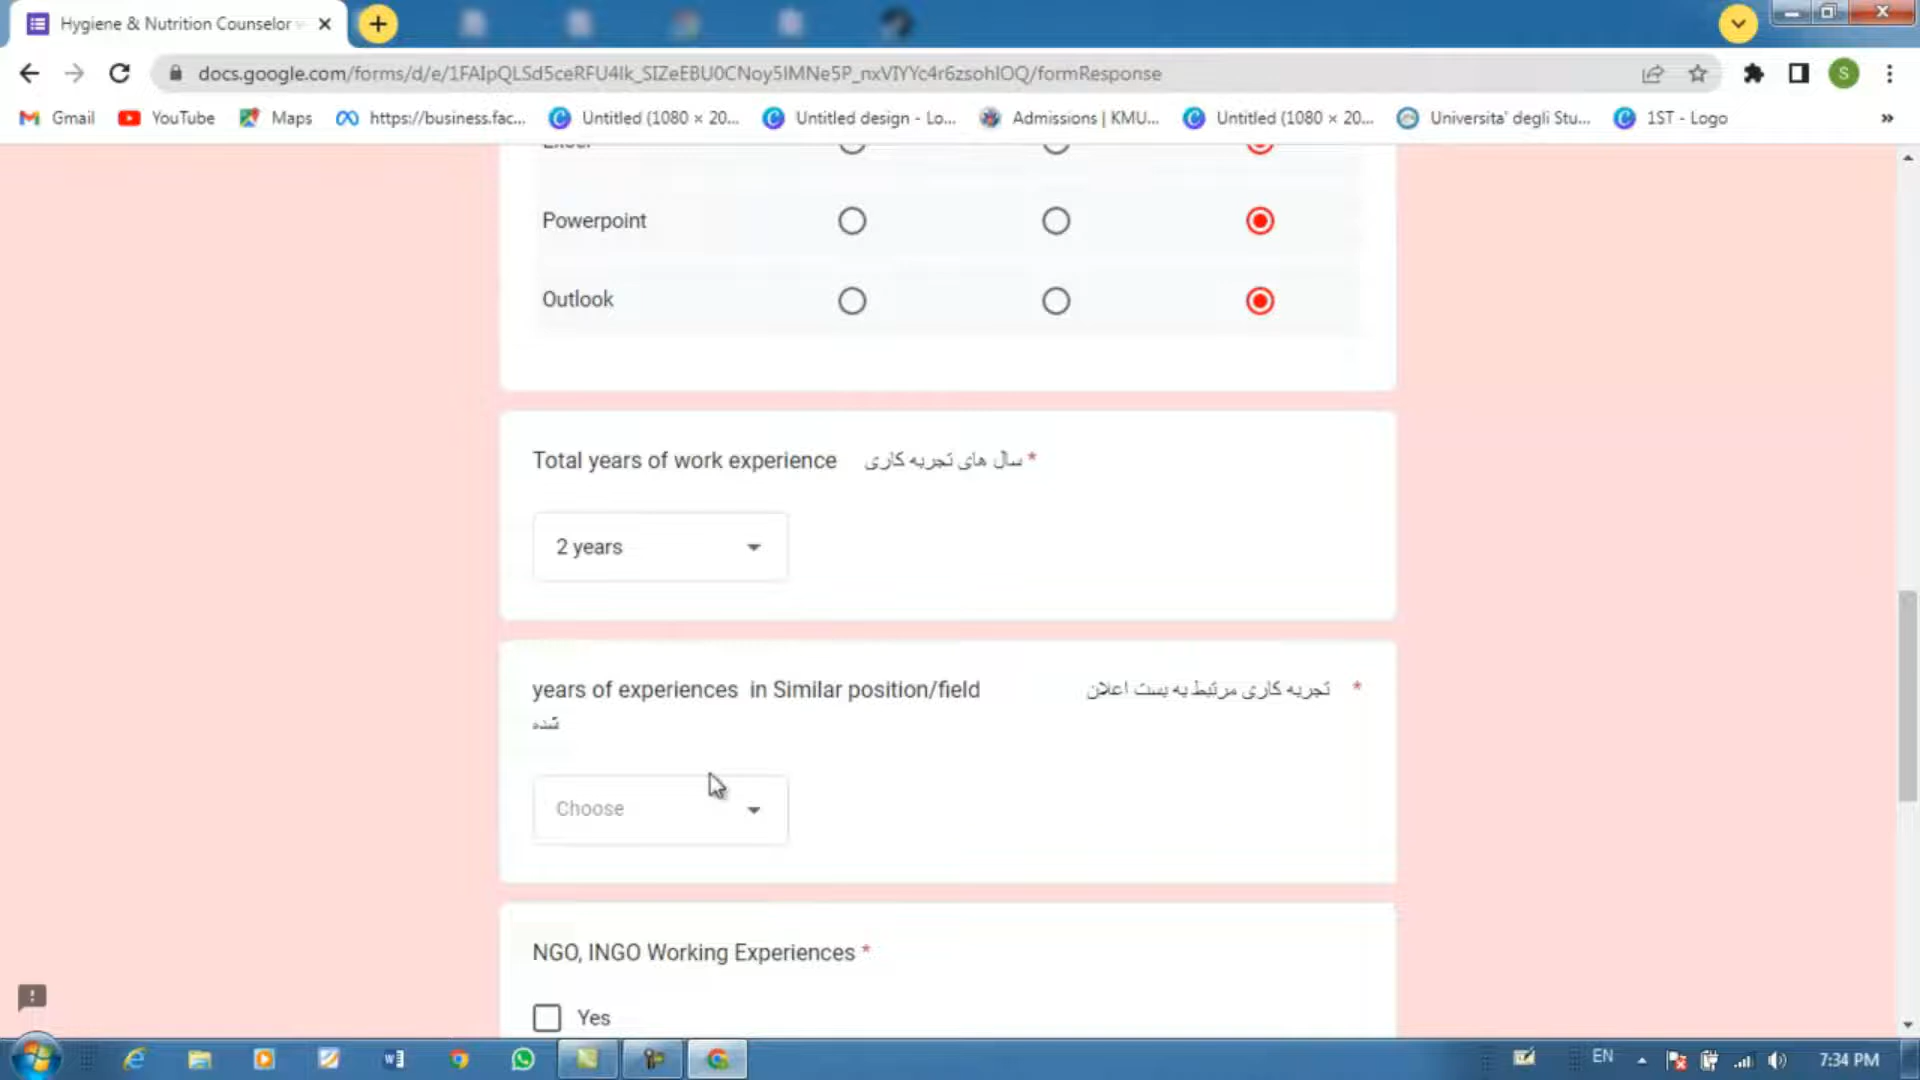 Hygiene & Nutrition Counselor
docs.google.com/forms/d/e/1FAIpQLSd5ceRFU4lk_SIZeEBU0CNoy5IMNe5P_nxVIYYc4r6zsohlOQ/formResponse
S
Gmail YouTube Maps https://business.fac... Untitled (1080 × 20... Untitled design - Lo... Admissions | KMU... Untitled (1080 × 20... Universita' degli Stu... 1ST - Logo »
Excel
Powerpoint
Outlook
Total years of work experience سال های تجربه کاری *
2 years
years of experiences in Similar position/field تجربه کاری مرتبط به پست اعلان *
شده
Choose
NGO, INGO Working Experiences *
Yes
EN 7:34 PM